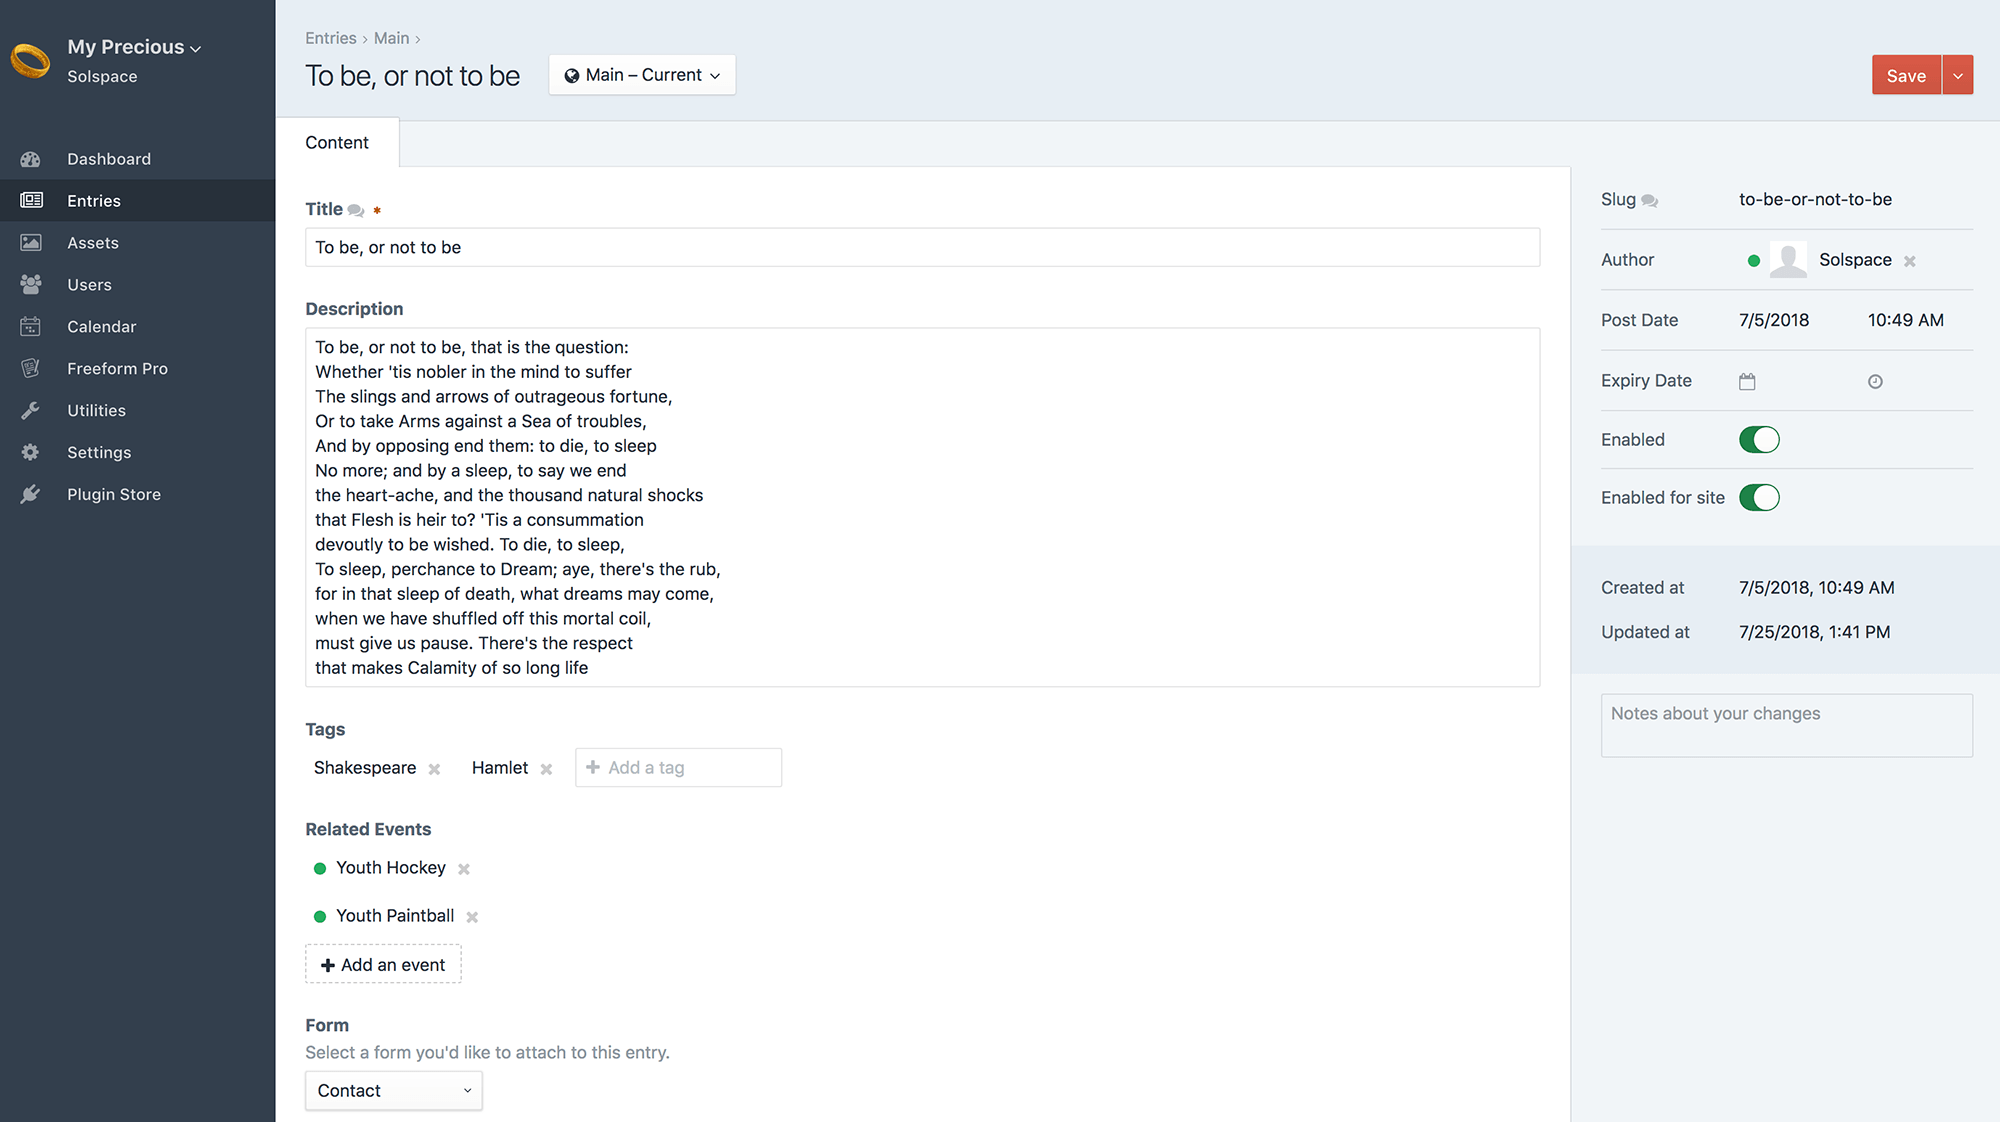 My Precious
Solspace
Dashboard
Entries
Assets
Users
Calendar
Freeform Pro
Utilities
Settings
Plugin Store
Entries › Main ›
To be, or not to be
Main – Current
Save
Content
Title *
To be, or not to be
Description
To be, or not to be, that is the question:
Whether 'tis nobler in the mind to suffer
The slings and arrows of outrageous fortune,
Or to take Arms against a Sea of troubles,
And by opposing end them: to die, to sleep
No more; and by a sleep, to say we end
the heart-ache, and the thousand natural shocks
that Flesh is heir to? 'Tis a consummation
devoutly to be wished. To die, to sleep,
To sleep, perchance to Dream; aye, there's the rub,
for in that sleep of death, what dreams may come,
when we have shuffled off this mortal coil,
must give us pause. There's the respect
that makes Calamity of so long life
Tags
Shakespeare Hamlet Add a tag
Related Events
Youth Hockey
Youth Paintball
Add an event
Form
Select a form you'd like to attach to this entry.
Contact
Slug to-be-or-not-to-be
Author Solspace
Post Date 7/5/2018 10:49 AM
Expiry Date
Enabled
Enabled for site
Created at 7/5/2018, 10:49 AM
Updated at 7/25/2018, 1:41 PM
Notes about your changes